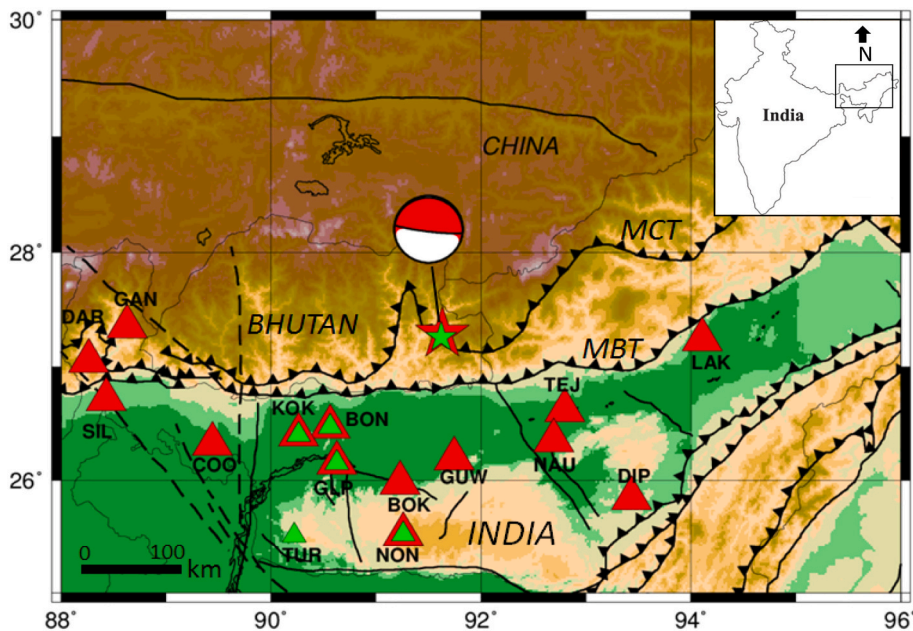 30˚
N
India
CHINA
MCT
28˚
GAN
DAR
BHUTAN
MBT
LAK
TEJ
KOK
BON
SIL
COO
GLP
GUW
NAU
DIP
26˚
BOK
INDIA
TUR
NON
0 100
km
88˚ 90˚ 92˚ 94˚ 96˚